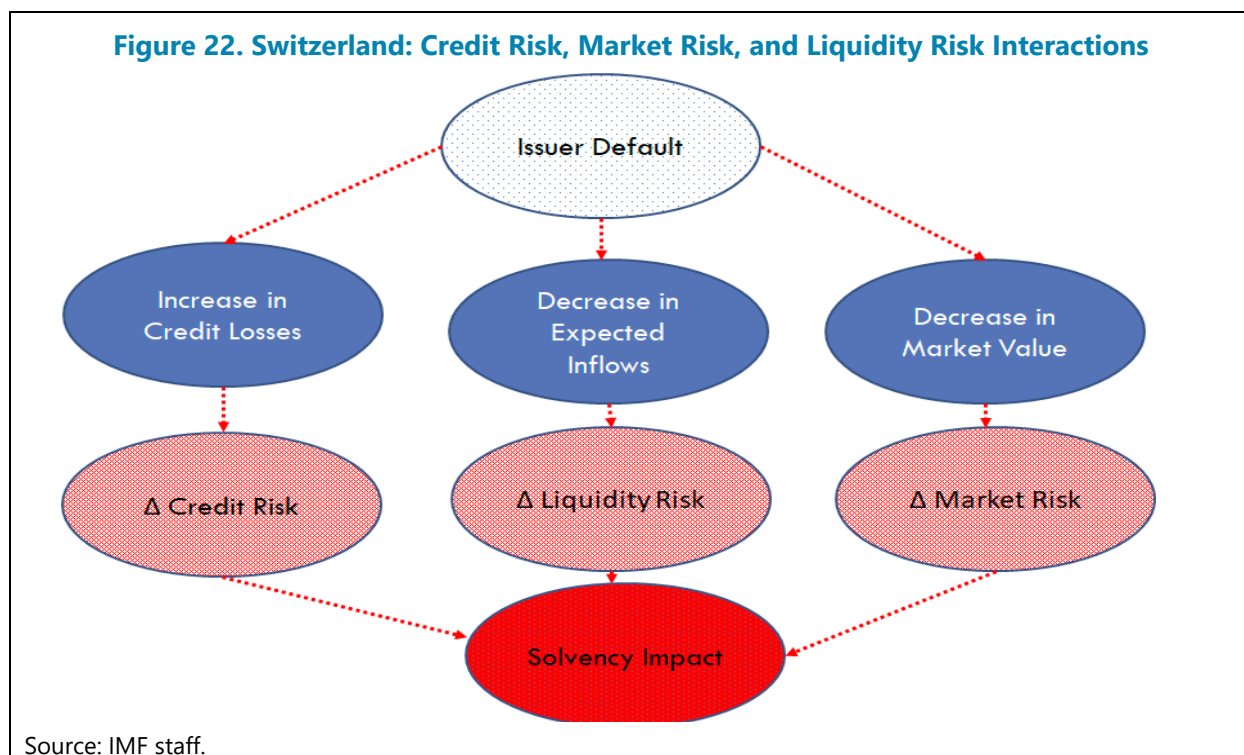 Figure 22. Switzerland: Credit Risk, Market Risk, and Liquidity Risk Interactions
Issuer Default
Increase in
Credit Losses
Decrease in
Expected
Inflows
Decrease in
Market Value
Δ Credit Risk
Δ Liquidity Risk
Δ Market Risk
Solvency Impact
Source: IMF staff.